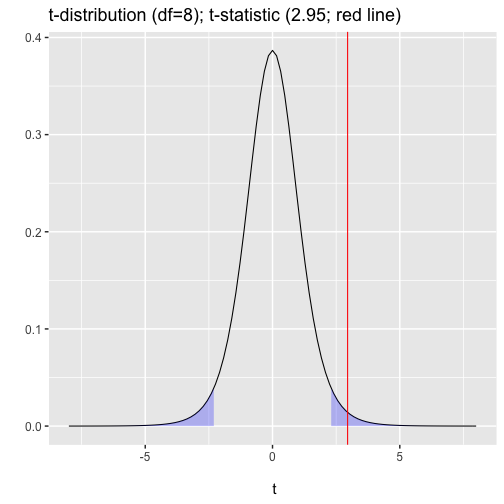 t-distribution (df=8); t-statistic (2.95; red line)
0.4
0.3
0.2
0.1
0.0
-5 0 5
t